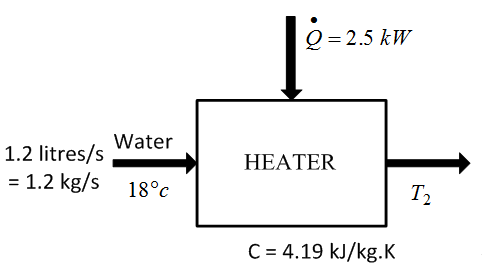 Q̇ = 2.5 kW
Water
1.2 litres/s
= 1.2 kg/s
18°c
HEATER
T₂
C = 4.19 kJ/kg.K